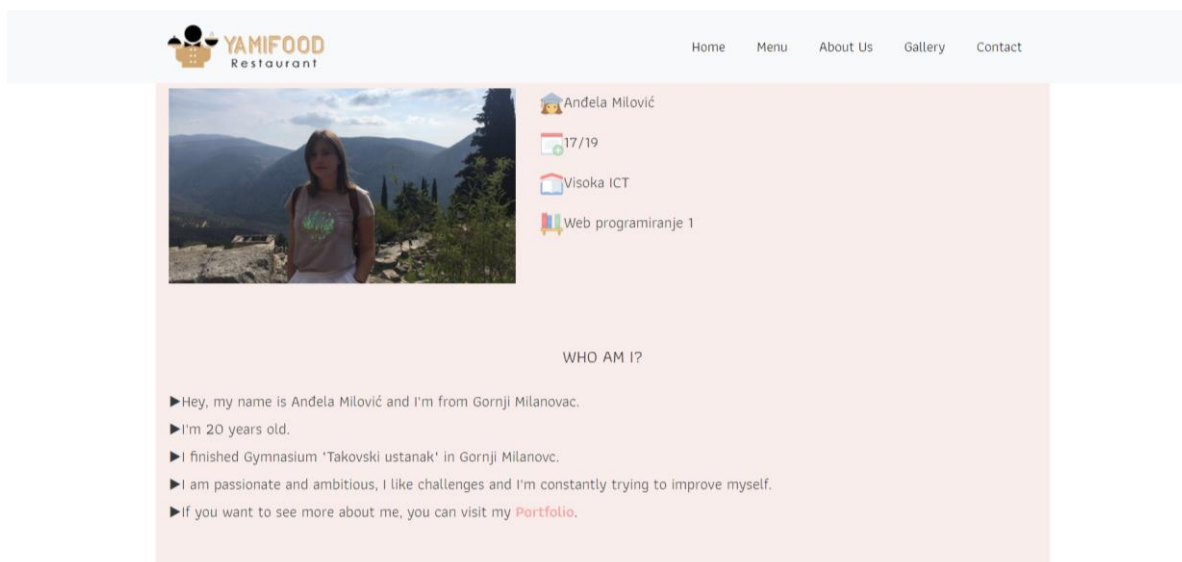 YAMIFOOD
Restaurant
Home Menu About Us Gallery Contact
Anđela Milović
17/19
Visoka ICT
Web programiranje 1
WHO AM I?
▶Hey, my name is Anđela Milović and I'm from Gornji Milanovac.
▶I'm 20 years old.
▶I finished Gymnasium 'Takovski ustanak' in Gornji Milanovc.
▶I am passionate and ambitious, I like challenges and I'm constantly trying to improve myself.
▶If you want to see more about me, you can visit my Portfolio.